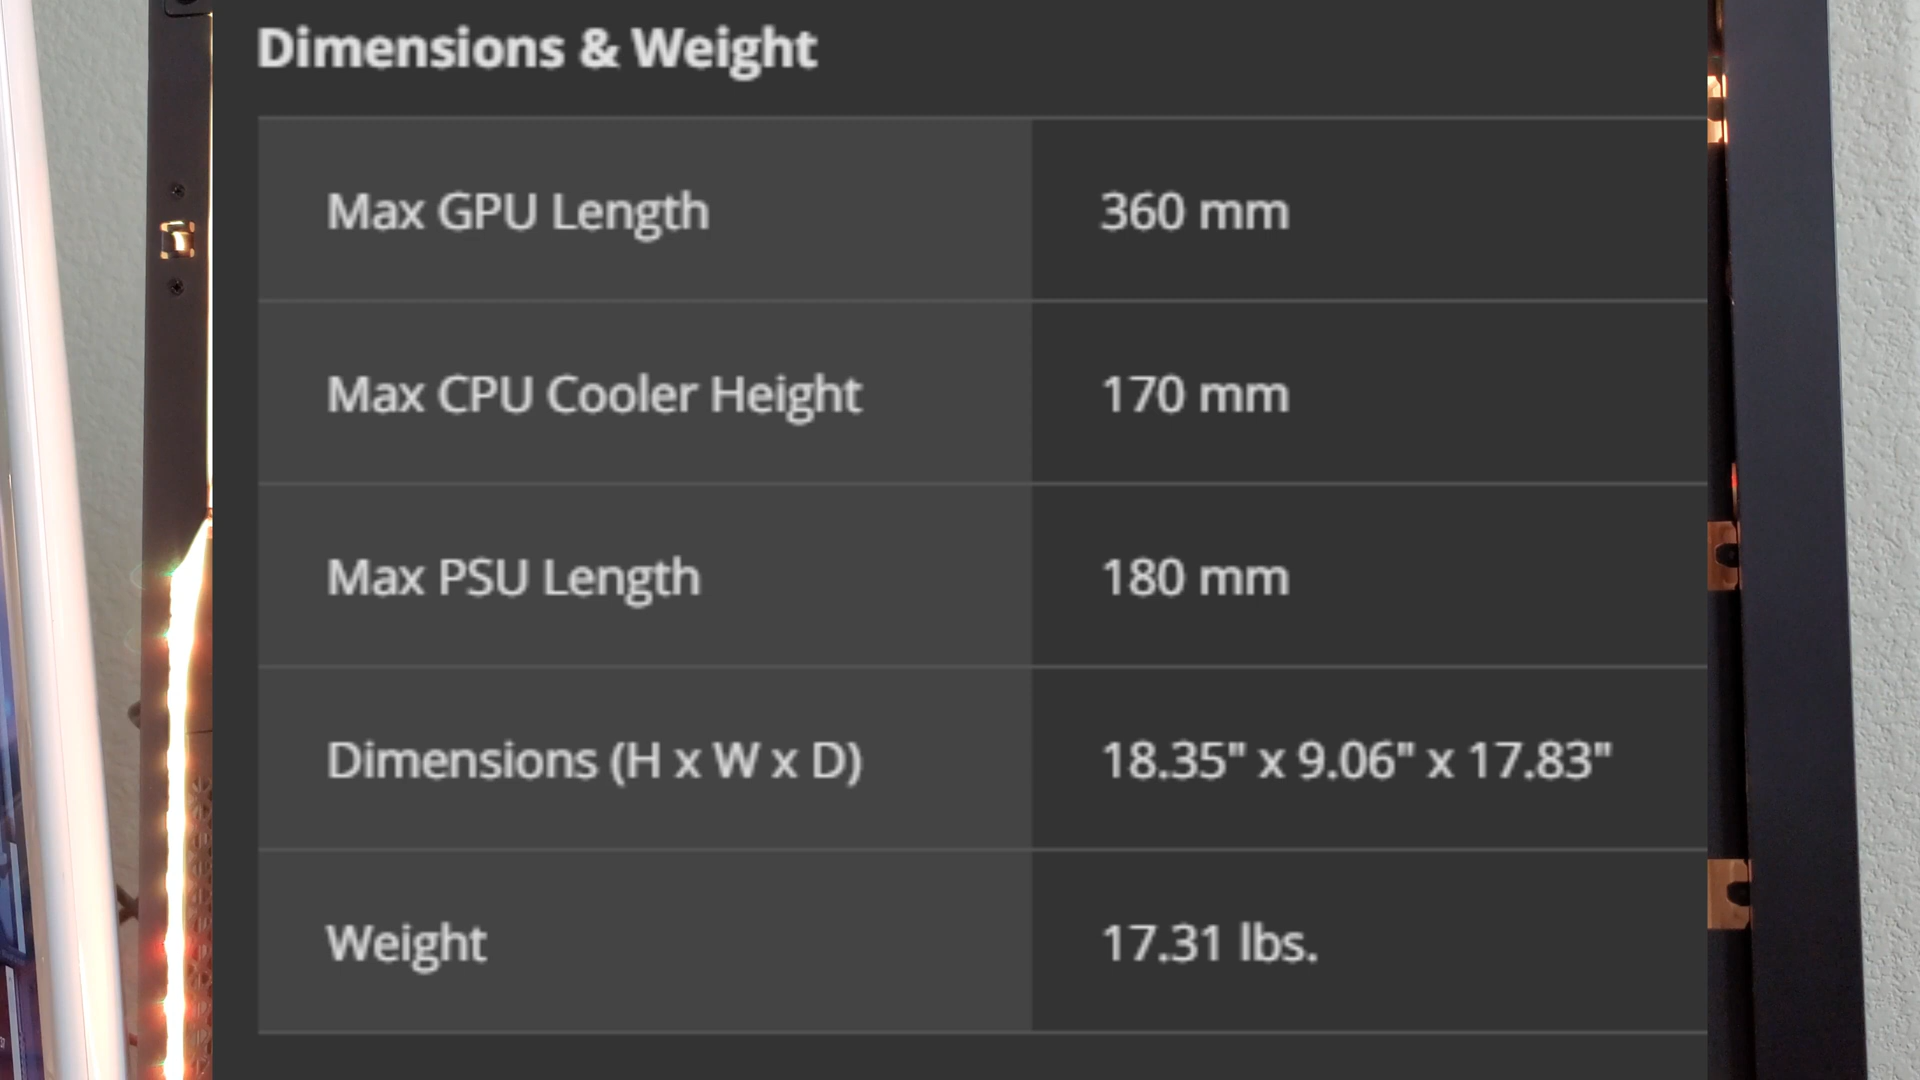 Dimensions & Weight
Max GPU Length 360 mm
Max CPU Cooler Height 170 mm
Max PSU Length 180 mm
Dimensions (H x W x D) 18.35" x 9.06" x 17.83"
Weight 17.31 lbs.